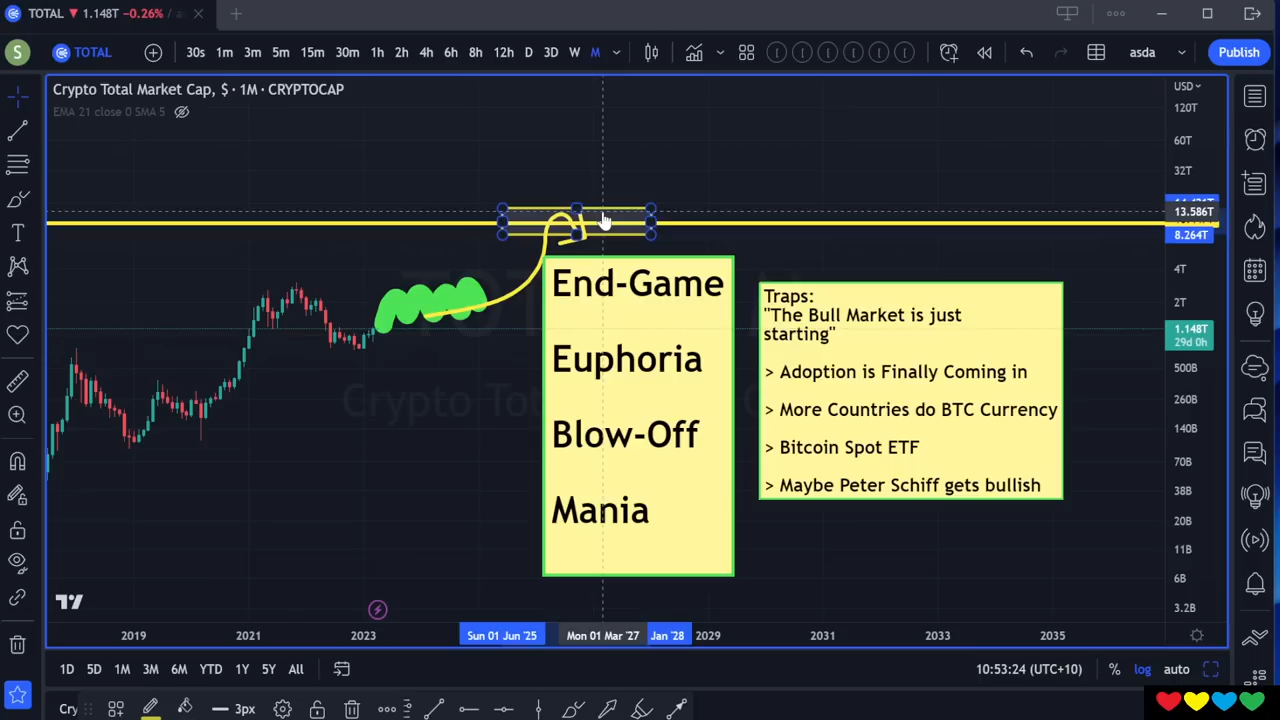 TOTAL ▼ 1.148T −0.26% /
S
TOTAL
30s 1m 3m 5m 15m 30m 1h 2h 4h 6h 8h 12h D 3D W M
asda
Publish
Crypto Total Market Cap, $ · 1M · CRYPTOCAP
EMA 21 close 0 SMA 5
USD
120T
60T
32T
13.586T
8.264T
4T
2T
1.148T
29d 0h
500B
260B
140B
70B
38B
20B
11B
6B
3.2B
End-Game
Euphoria
Blow-Off
Mania
Traps:
"The Bull Market is just
starting"
> Adoption is Finally Coming in
> More Countries do BTC Currency
> Bitcoin Spot ETF
> Maybe Peter Schiff gets bullish
2019 2021 2023 Sun 01 Jun '25 Mon 01 Mar '27 Jan '28 2029 2031 2033 2035
1D 5D 1M 3M 6M YTD 1Y 5Y All
10:53:24 (UTC+10) % log auto
Cry
3px